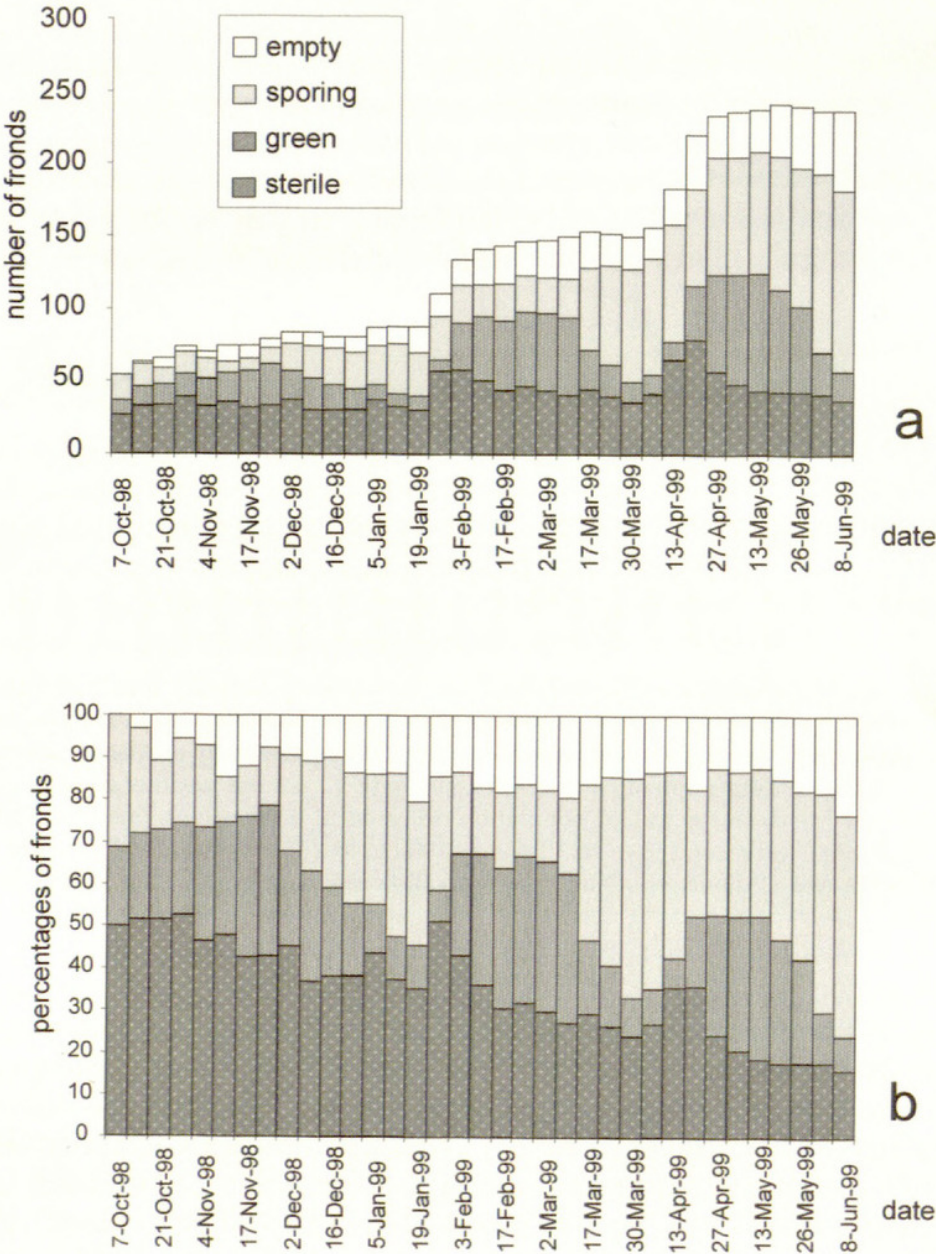 300
250
200
150
100
50
0
number of fronds
empty
sporing
green
sterile
7-Oct-98
21-Oct-98
4-Nov-98
17-Nov-98
2-Dec-98
16-Dec-98
5-Jan-99
19-Jan-99
3-Feb-99
17-Feb-99
2-Mar-99
17-Mar-99
30-Mar-99
13-Apr-99
27-Apr-99
13-May-99
26-May-99
8-Jun-99
date
a
100
90
80
70
60
50
40
30
20
10
0
percentages of fronds
7-Oct-98
21-Oct-98
4-Nov-98
17-Nov-98
2-Dec-98
16-Dec-98
5-Jan-99
19-Jan-99
3-Feb-99
17-Feb-99
2-Mar-99
17-Mar-99
30-Mar-99
13-Apr-99
27-Apr-99
13-May-99
26-May-99
8-Jun-99
date
b